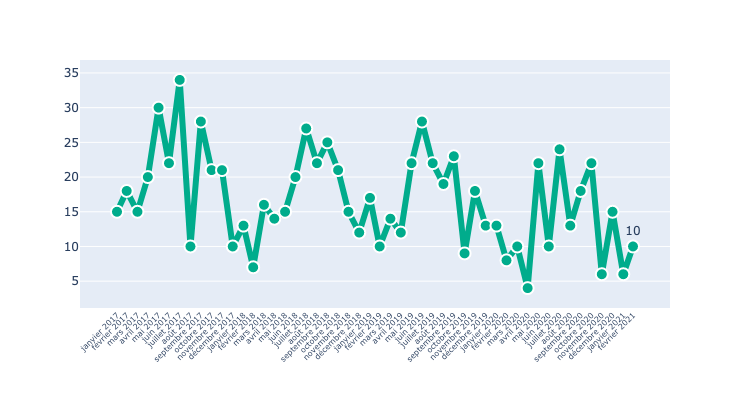 35
30
25
20
15
10
5
10
janvier 2017
février 2017
mars 2017
avril 2017
mai 2017
juin 2017
juillet 2017
août 2017
septembre 2017
octobre 2017
novembre 2017
décembre 2017
janvier 2018
février 2018
mars 2018
avril 2018
mai 2018
juin 2018
juillet 2018
août 2018
septembre 2018
octobre 2018
novembre 2018
décembre 2018
janvier 2019
février 2019
mars 2019
avril 2019
mai 2019
juin 2019
juillet 2019
août 2019
septembre 2019
octobre 2019
novembre 2019
décembre 2019
janvier 2020
février 2020
mars 2020
avril 2020
mai 2020
juin 2020
juillet 2020
août 2020
septembre 2020
octobre 2020
novembre 2020
décembre 2020
janvier 2021
février 2021